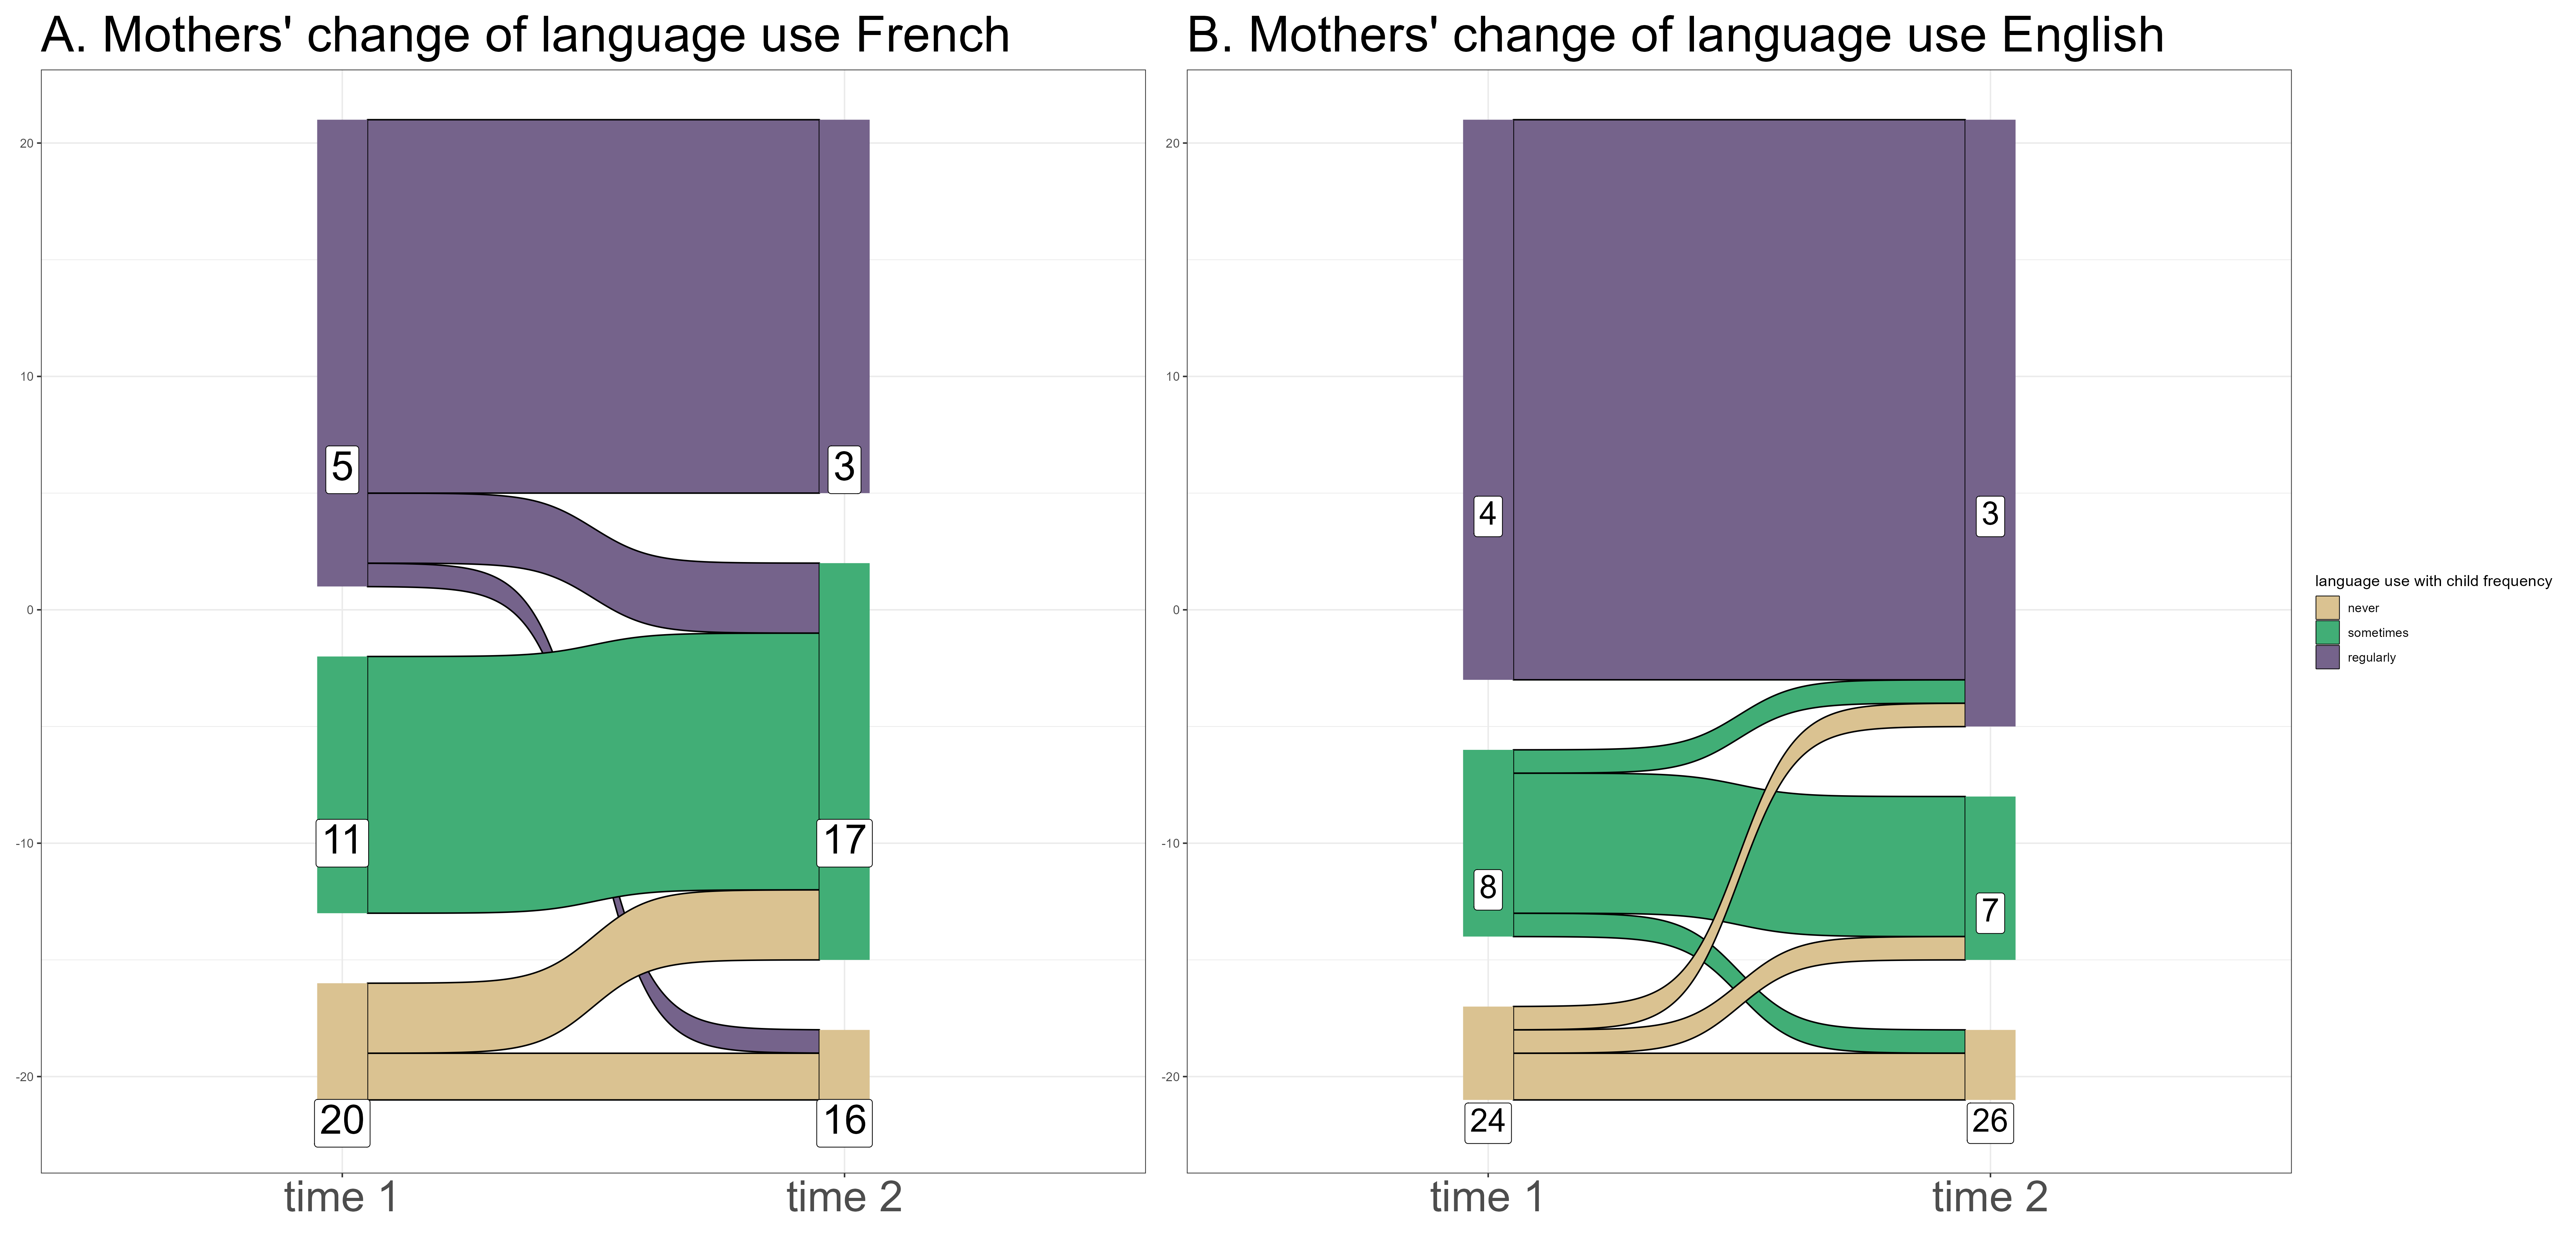 A. Mothers' change of language use French
20
10
0
-10
-20
5
3
11
17
20
16
time 1
time 2
B. Mothers' change of language use English
20
10
0
-10
-20
4
3
8
7
24
26
time 1
time 2
language use with child frequency
never
sometimes
regularly